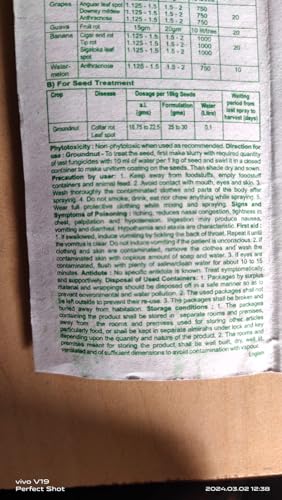 Grapes Angular leaf spot 1.125 - 1.5 1.5 - 2 750
Downey mildew 1.125 - 1.5 1.5 - 2 750
Anthracnose 1.125 - 1.5 1.5 - 2 750 20
Guava Fruit rot 15gm 20gm 10 lit/tree 20
Banana Cigar end rot 1.125 - 1.5 1.5 - 2 1000
Tip rot 1.125 - 1.5 1.5 - 2 1000 20
Sigatoka leaf 1.125 - 1.5 1.5 - 2 1000
spot
Water- Anthracnose 1.125 - 1.5 1.5 - 2 750 10
melon
B) For Seed Treatment
Crop Disease Dosage per 10kg Seeds Waiting
a.i. Formulation Water period from
(gms) (gms) (Litre) last spray to
harvest (days)
Groundnut Collar rot 18.75 to 22.5 25 to 30 0.1
Leaf spot
Phytotoxicity : Non-phytotoxic when used as recommended. Direction for
use : Groundnut - To treat the seed, first make slurry with required quantity
of fungicides with 10 ml of water per 1 kg of seed and swirl it in a closed
container to make uniform coating on the seeds. Than shade dry and sown.
Precaution by user: 1. Keep away from foodstuffs, empty foodstuff
containers and animal feed. 2. Avoid contact with mouth, eyes and skin. 3.
Wash thoroughly the contaminated clothes and parts of the body after
spraying. 4. Do not smoke, drink, eat nor chew anything while spraying. 5.
Wear full protective clothing while mixing and spraying. Signs and
Symptoms of Poisoning : Itching, reduces nasal congestion, tightness in
chest, palpitation and hypotension. Ingestion may produce nausea,
vomiting and diarrhea. Hypothermia and stasis are characteristic. First aid :
1. If swallowed, induce vomiting by tickling the back of throat. Repeat it until
the vomitus is clear. Do not induce vomiting if the patient is unconscious. 2. If
clothing and skin are contaminated, remove the clothes and wash the
contaminated skin with copious amount of soap and water. 3. If eyes are
contaminated, flush with plenty of saline/clean water for about 10 to 15
minutes. Antidote : No specific antidote is known. Treat symptomatically
and supportively. Disposal of Used Containers: 1. Packages by surplus
material and wrappings should be disposed off in a safe manner so as to
prevent environmental and water pollution. 2. The used packages shall not
be left outside to prevent their re-use. 3. The packages shall be broken and
buried away from habitation. Storage conditions : 1. The packages
containing the product shall be stored in separate rooms and premises,
away from the rooms and premises used for storing other articles
particularly food, or shall be kept in separate almirahs under lock and key
depending upon the quantity and nature of the product. 2. The rooms and
premises meant for storing the product shall be well built, dry, well lit,
ventilated and of sufficient dimensions to avoid contamination with vapour.
English
vivo V19
Perfect Shot
2024.03.02 12:38